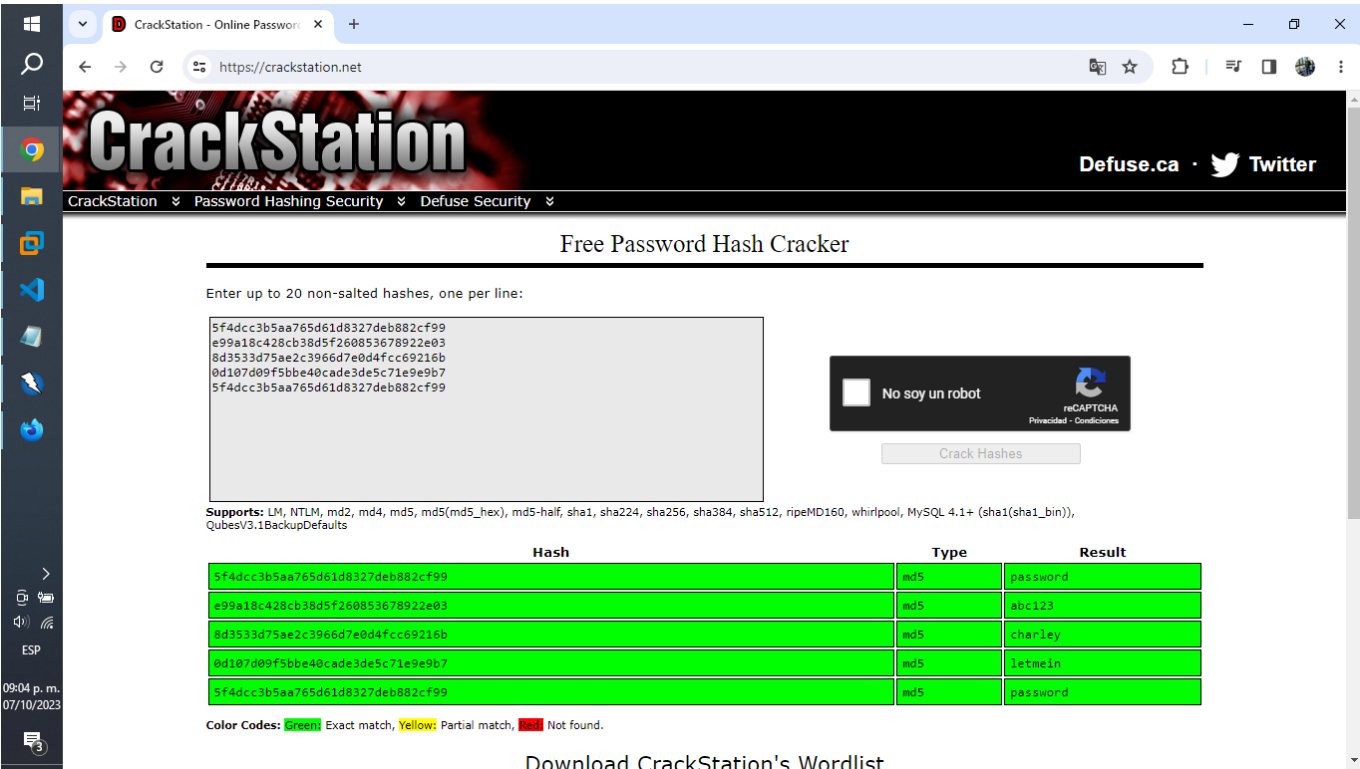 CrackStation - Online Passwor
https://crackstation.net
CrackStation
Defuse.ca · Twitter
CrackStation Password Hashing Security Defuse Security
Free Password Hash Cracker
Enter up to 20 non-salted hashes, one per line:
5f4dcc3b5aa765d61d8327deb882cf99
e99a18c428cb38d5f260853678922e03
8d3533d75ae2c3966d7e0d4fcc69216b
0d107d09f5bbe40cade3de5c71e9e9b7
5f4dcc3b5aa765d61d8327deb882cf99
No soy un robot
reCAPTCHA
Privacidad - Condiciones
Crack Hashes
Supports: LM, NTLM, md2, md4, md5, md5(md5_hex), md5-half, sha1, sha224, sha256, sha384, sha512, ripeMD160, whirlpool, MySQL 4.1+ (sha1(sha1_bin)),
QubesV3.1BackupDefaults
Hash Type Result
5f4dcc3b5aa765d61d8327deb882cf99 md5 password
e99a18c428cb38d5f260853678922e03 md5 abc123
8d3533d75ae2c3966d7e0d4fcc69216b md5 charley
0d107d09f5bbe40cade3de5c71e9e9b7 md5 letmein
5f4dcc3b5aa765d61d8327deb882cf99 md5 password
Color Codes: Green: Exact match, Yellow: Partial match, Red: Not found.
Download CrackStation's Wordlist
ESP
09:04 p. m.
07/10/2023
3